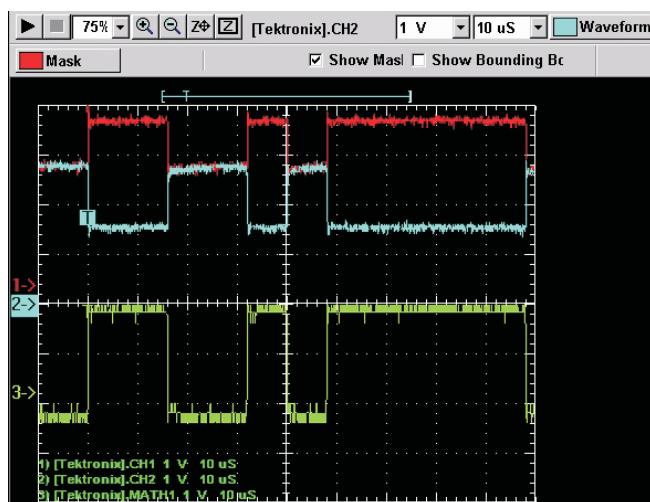 75% Z [Tektronix].CH2 1 V 10 uS Waveform
Mask Show Masl Show Bounding Bc
T
T
1->
2->
3->
1) [Tektronix].CH1 1 V 10 uS
2) [Tektronix].CH2 1 V 10 uS
3) [Tektronix].MATH1 1 V 10 uS